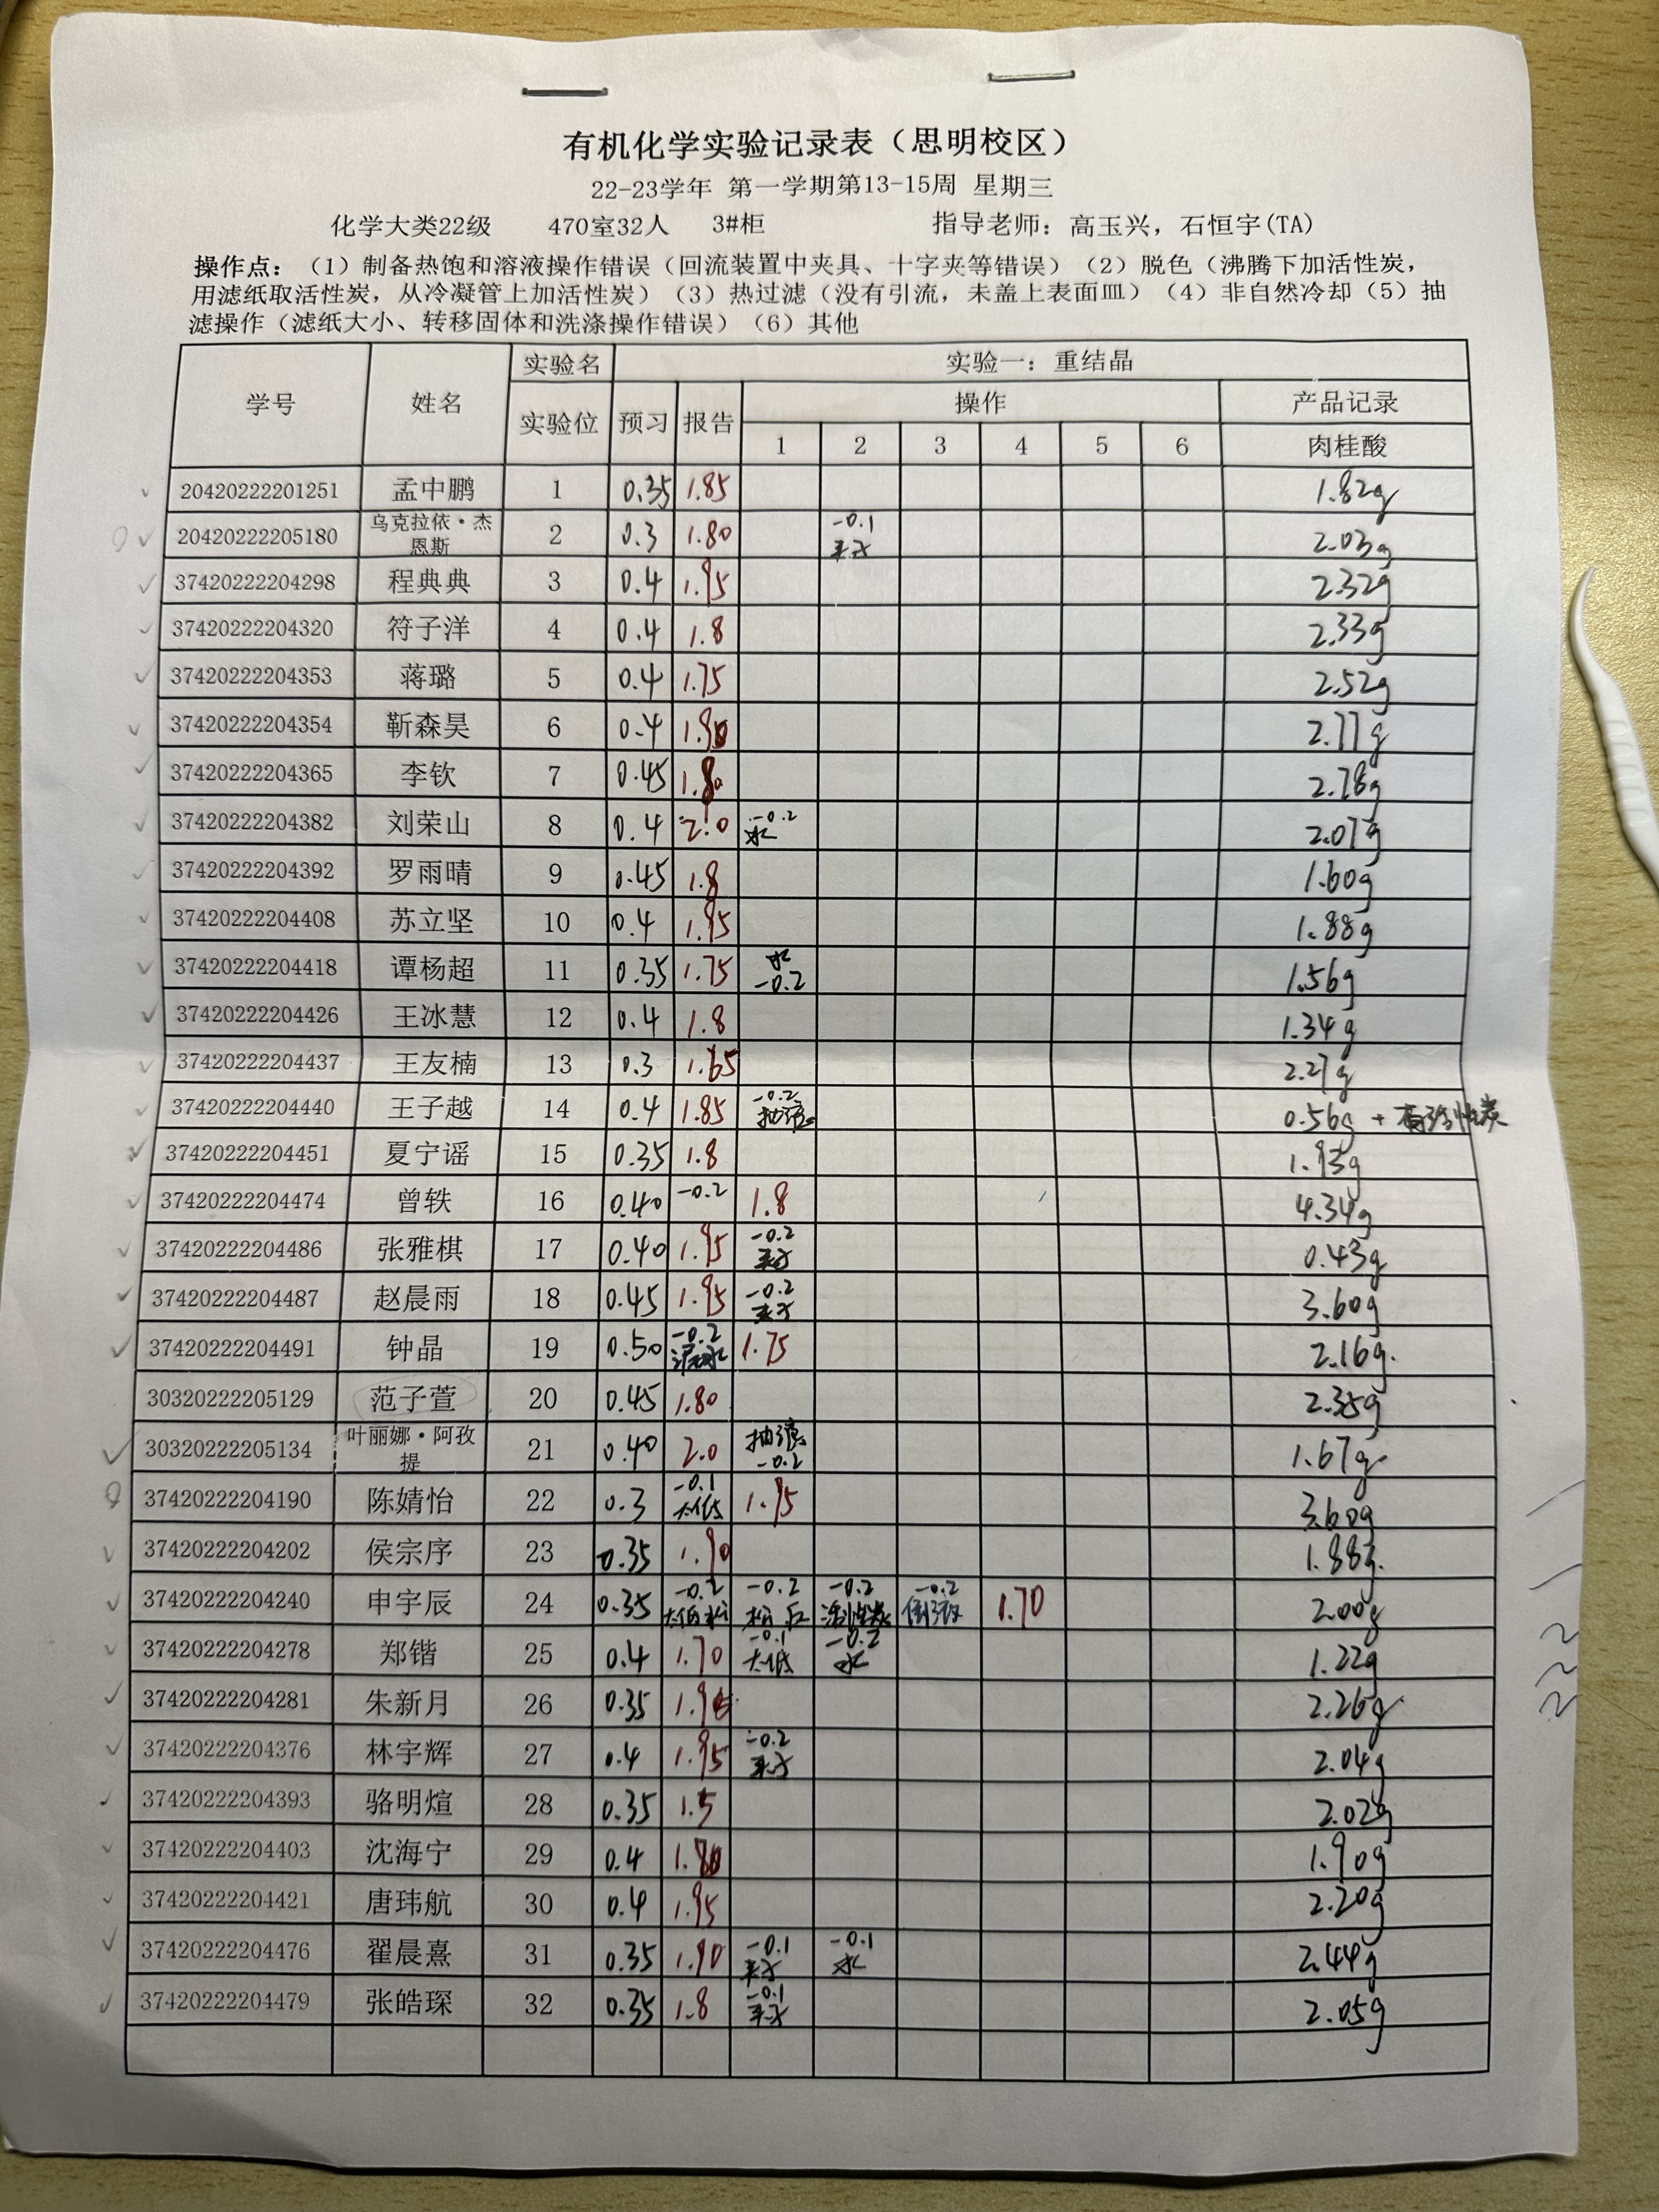 有机化学实验记录表（思明校区）
22-23学年 第一学期第13-15周 星期三
化学大类22级 470室32人 3#柜 指导老师：高玉兴，石恒宇(TA)
操作点：（1）制备热饱和溶液操作错误（回流装置中夹具、十字夹等错误）（2）脱色（沸腾下加活性炭，
用滤纸取活性炭，从冷凝管上加活性炭）（3）热过滤（没有引流，未盖上表面皿）（4）非自然冷却（5）抽
滤操作（滤纸大小、转移固体和洗涤操作错误）（6）其他
学号 姓名 实验名 实验一：重结晶
实验位 预习 报告 操作 产品记录
1 2 3 4 5 6 肉桂酸
20420222201251 孟中鹏 1 0.35 1.85 1.82g
20420222205180 乌克拉依·杰恩斯 2 0.3 1.80 -0.1 2.03g
37420222204298 程典典 3 0.4 1.95 2.32g
37420222204320 符子洋 4 0.4 1.8 2.33g
37420222204353 蒋璐 5 0.4 1.75 2.52g
37420222204354 靳森昊 6 0.4 2.77g
37420222204365 李钦 7 0.45 1.80 2.78g
37420222204382 刘荣山 8 0.4 2.0 -0.2 水 2.07g
37420222204392 罗雨晴 9 0.45 1.8 1.60g
37420222204408 苏立坚 10 0.4 1.95 1.88g
37420222204418 谭杨超 11 0.35 1.75 水 -0.2 1.56g
37420222204426 王冰慧 12 0.4 1.8 1.34g
37420222204437 王友楠 13 0.3 1.65 2.27g
37420222204440 王子越 14 0.4 1.85 -0.2 抽滤 0.56g + 有活性炭
37420222204451 夏宁谣 15 0.35 1.8 1.93g
37420222204474 曾轶 16 0.40 -0.2 1.8 4.34g
37420222204486 张雅棋 17 0.40 1.95 -0.2 0.43g
37420222204487 赵晨雨 18 0.45 1.95 -0.2 3.60g
37420222204491 钟晶 19 0.50 -0.2 1.75 2.16g.
30320222205129 范子萱 20 0.45 1.80 2.35g
30320222205134 叶丽娜·阿孜提 21 0.40 2.0 抽滤 -0.2 1.67g
37420222204190 陈婧怡 22 0.3 -0.1 太低 1.95 3.60g
37420222204202 侯宗序 23 0.35 1.90 1.88g.
37420222204240 申宇辰 24 0.35 -0.2 -0.2 -0.2 活性炭 -0.2 1.70 2.00g
37420222204278 郑锴 25 0.4 1.70 -0.1 太低 -0.2 水 1.22g
37420222204281 朱新月 26 0.35 2.26g
37420222204376 林宇辉 27 0.4 1.95 -0.2 2.04g
37420222204393 骆明煊 28 0.35 1.5 2.02g
37420222204403 沈海宁 29 0.4 1.90g
37420222204421 唐玮航 30 0.4 1.95 2.20g
37420222204476 翟晨熹 31 0.35 1.90 -0.1 -0.1 水 2.44g
37420222204479 张皓琛 32 0.35 1.8 -0.1 2.05g